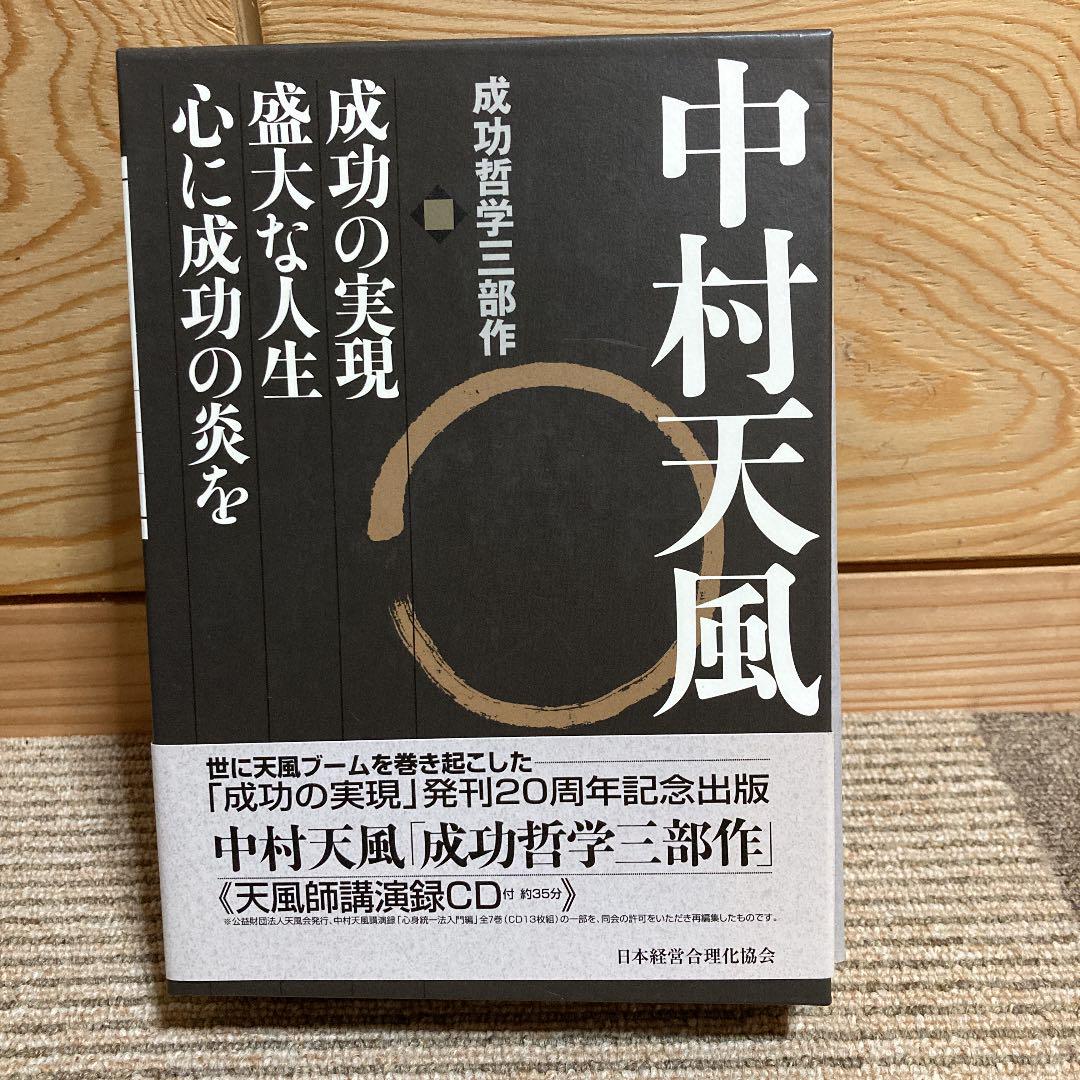 中村天風
成功哲学三部作
成功の実現
盛大な人生
心に成功の炎を
世に天風ブームを巻き起こした
「成功の実現」発刊20周年記念出版
中村天風「成功哲学三部作」
《天風師講演録CD付 約35分》
※公益財団法人天風会発行、中村天風講演録「心身統一法入門編」全7巻(CD13枚組)の一部を、同会の許可をいただき再編集したものです。
日本経営合理化協会